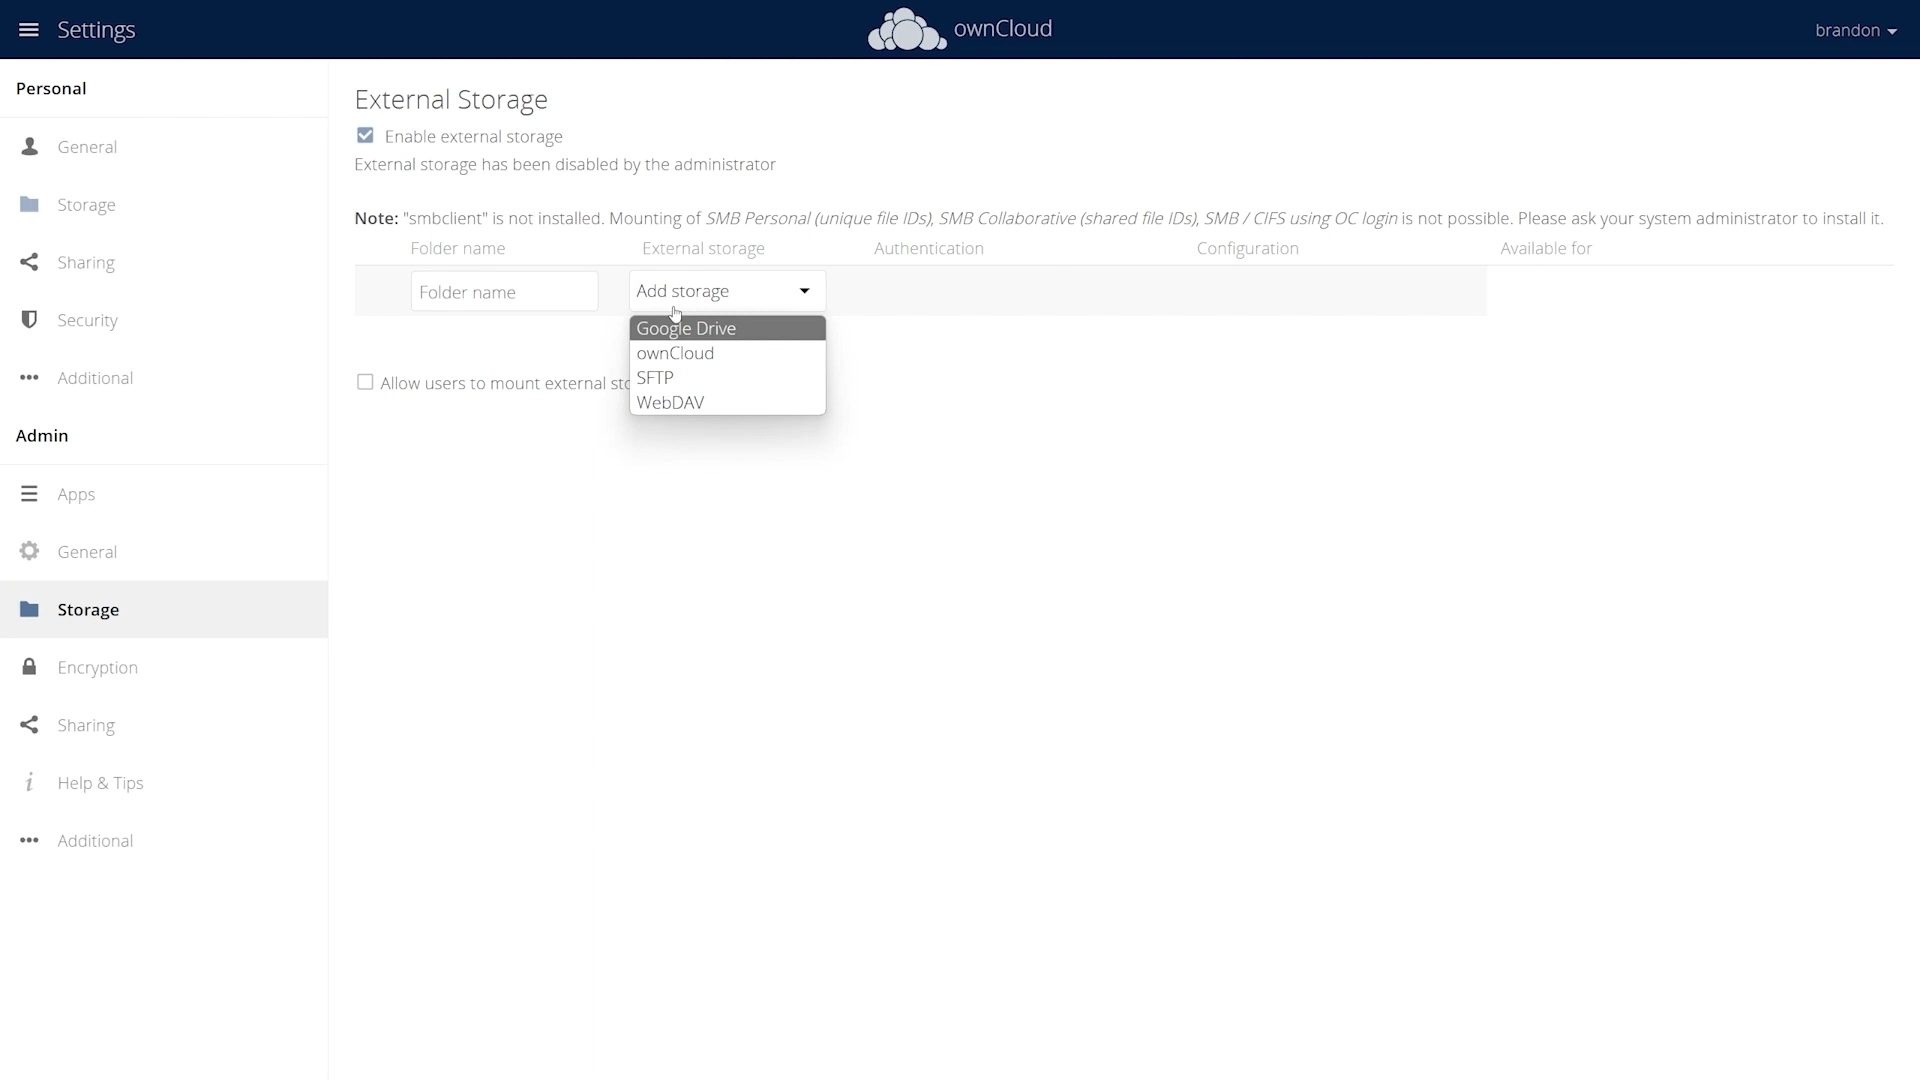 Settings
ownCloud
brandon
Personal
General
Storage
Sharing
Security
Additional
Admin
Apps
General
Storage
Encryption
Sharing
Help & Tips
Additional
External Storage
Enable external storage
External storage has been disabled by the administrator
Note: "smbclient" is not installed. Mounting of SMB Personal (unique file IDs), SMB Collaborative (shared file IDs), SMB / CIFS using OC login is not possible. Please ask your system administrator to install it.
Folder name External storage Authentication Configuration Available for
Folder name Add storage
Google Drive
ownCloud
SFTP
WebDAV
Allow users to mount external